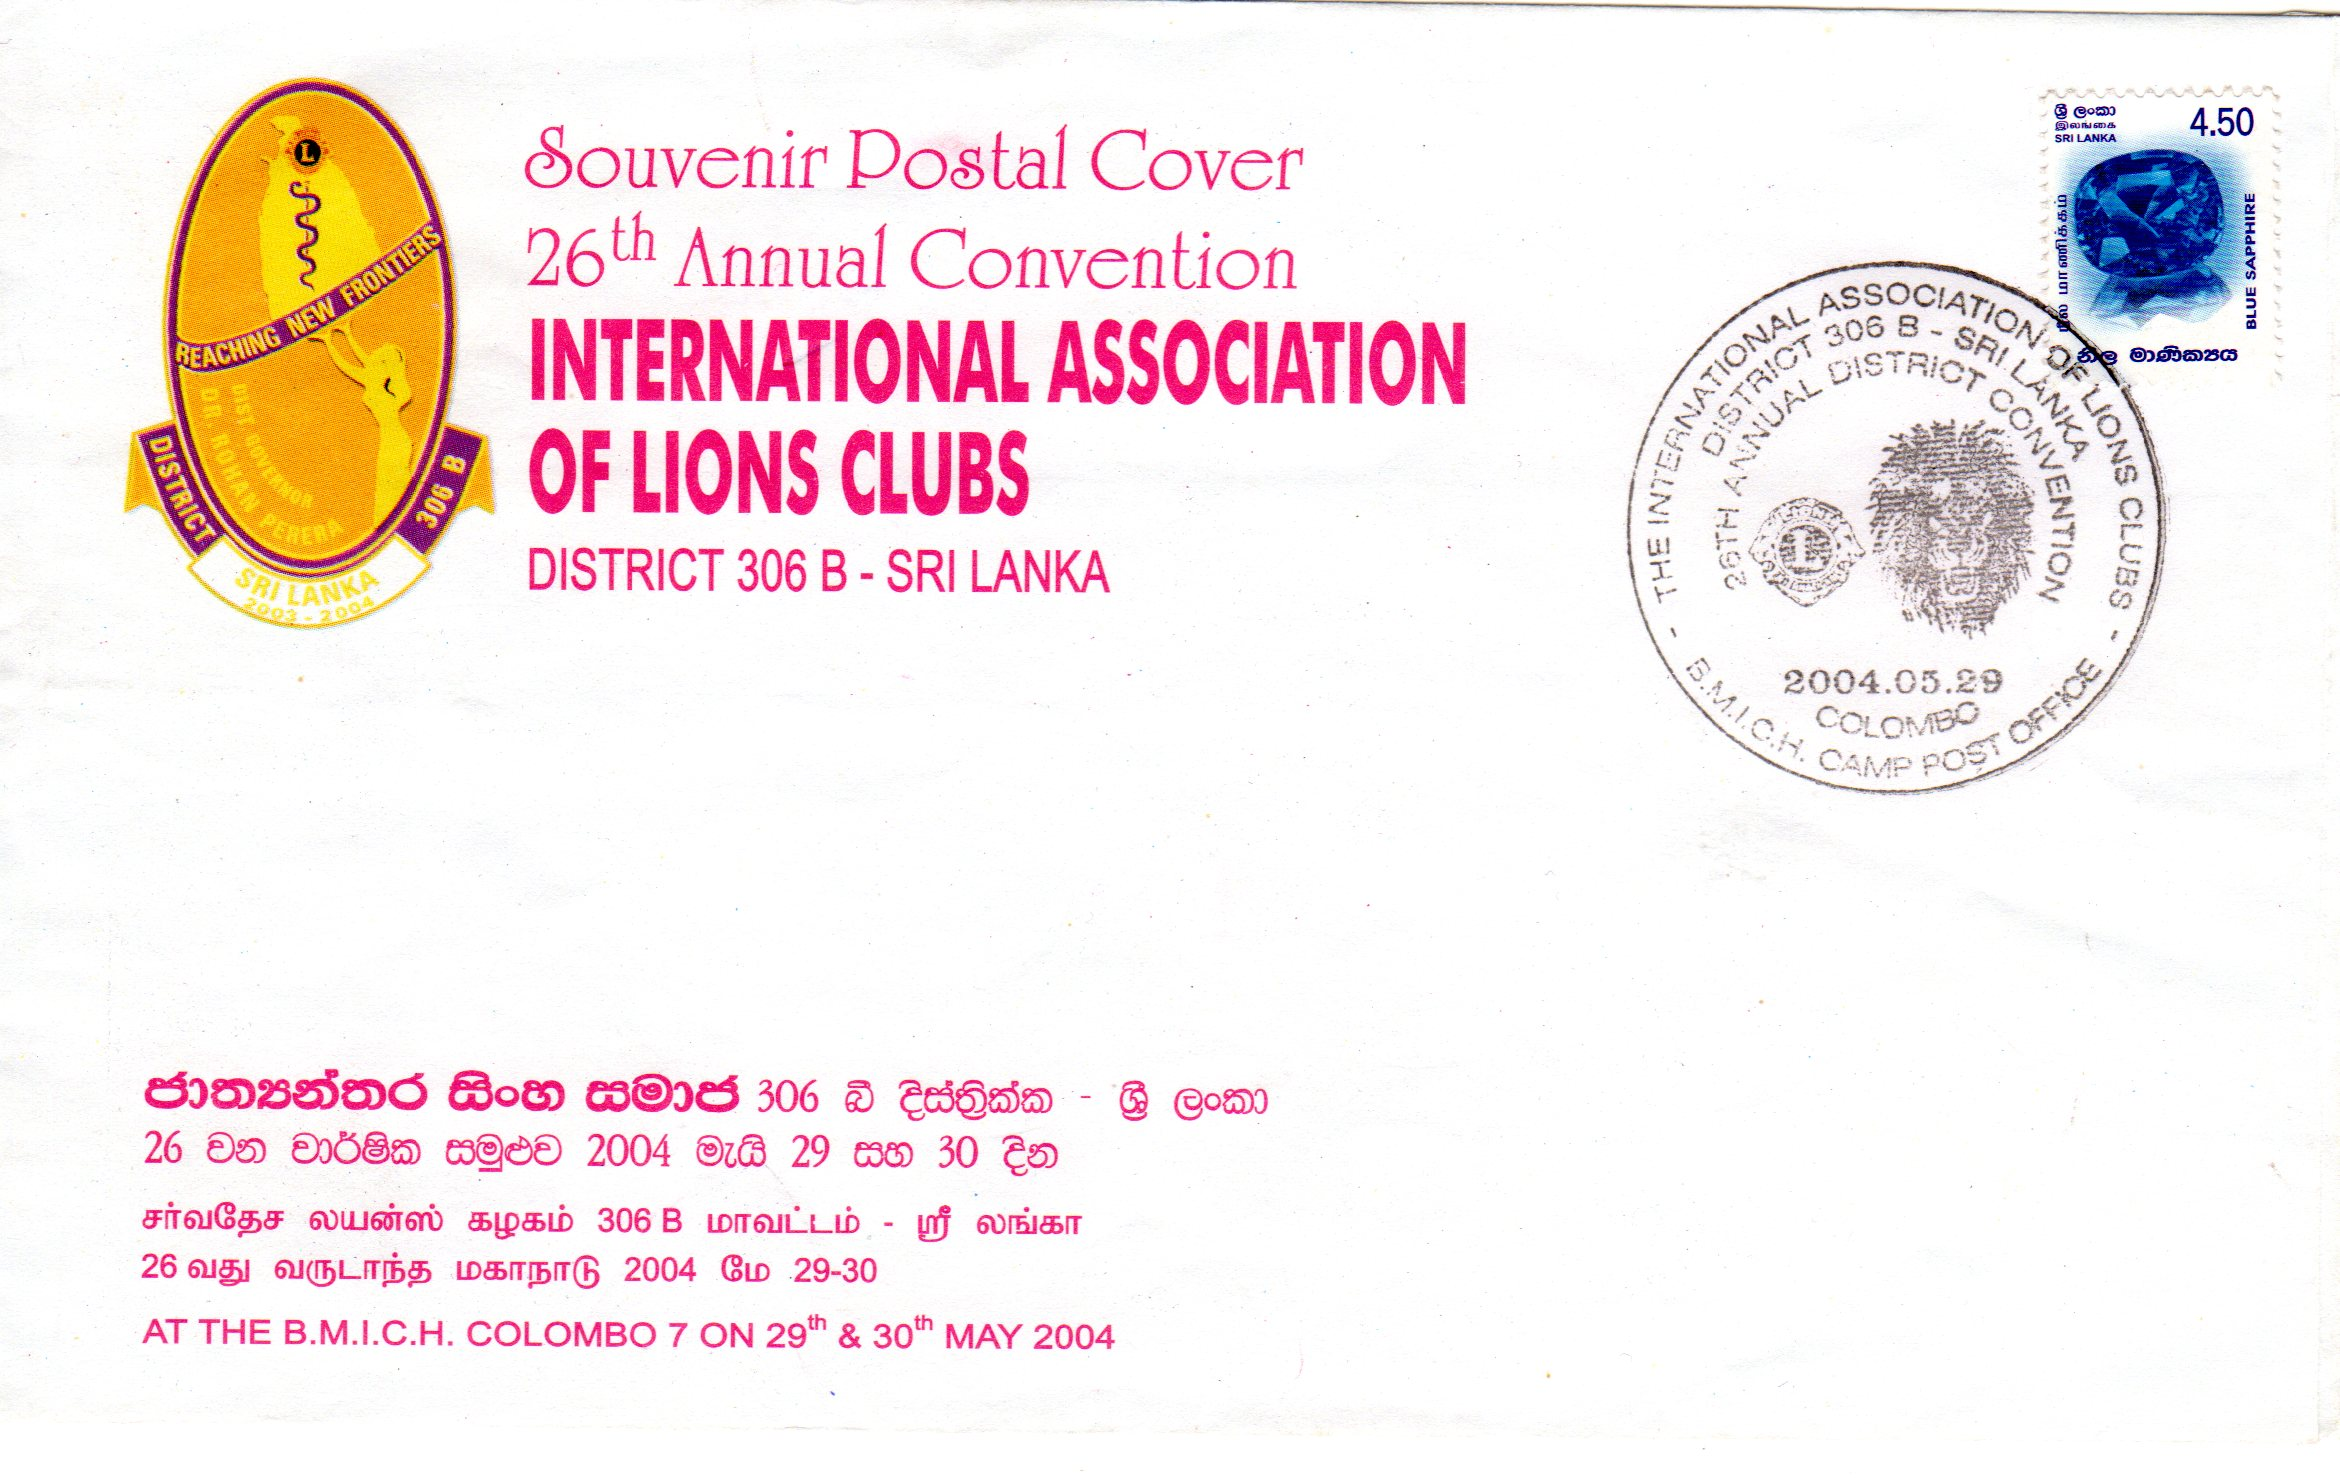 L
REACHING NEW FRONTIERS
DIST GOVERNOR
DR. ROHAN PERERA
DISTRICT 306 B
SRI LANKA
2003 - 2004
Souvenir Postal Cover
26th Annual Convention
INTERNATIONAL ASSOCIATION
OF LIONS CLUBS
DISTRICT 306 B - SRI LANKA
ශ්‍රී ලංකා
இலங்கை
SRI LANKA
4.50
நீல மாணிக்கம்
BLUE SAPPHIRE
නිල මාණික්‍යය
- THE INTERNATIONAL ASSOCIATION OF LIONS CLUBS -
DISTRICT 306 B - SRI LANKA
26TH ANNUAL DISTRICT CONVENTION
L
2004.05.29
COLOMBO
B.M.I.C.H. CAMP POST OFFICE
ජාත්‍යන්තර සිංහ සමාජ 306 බී දිස්ත්‍රික්ක - ශ්‍රී ලංකා
26 වන වාර්ෂික සමුළුව 2004 මැයි 29 සහ 30 දින
சர்வதேச லயன்ஸ் கழகம் 306 B மாவட்டம் - ஸ்ரீ லங்கா
26 வது வருடாந்த மகாநாடு 2004 மே 29-30
AT THE B.M.I.C.H. COLOMBO 7 ON 29th & 30th MAY 2004